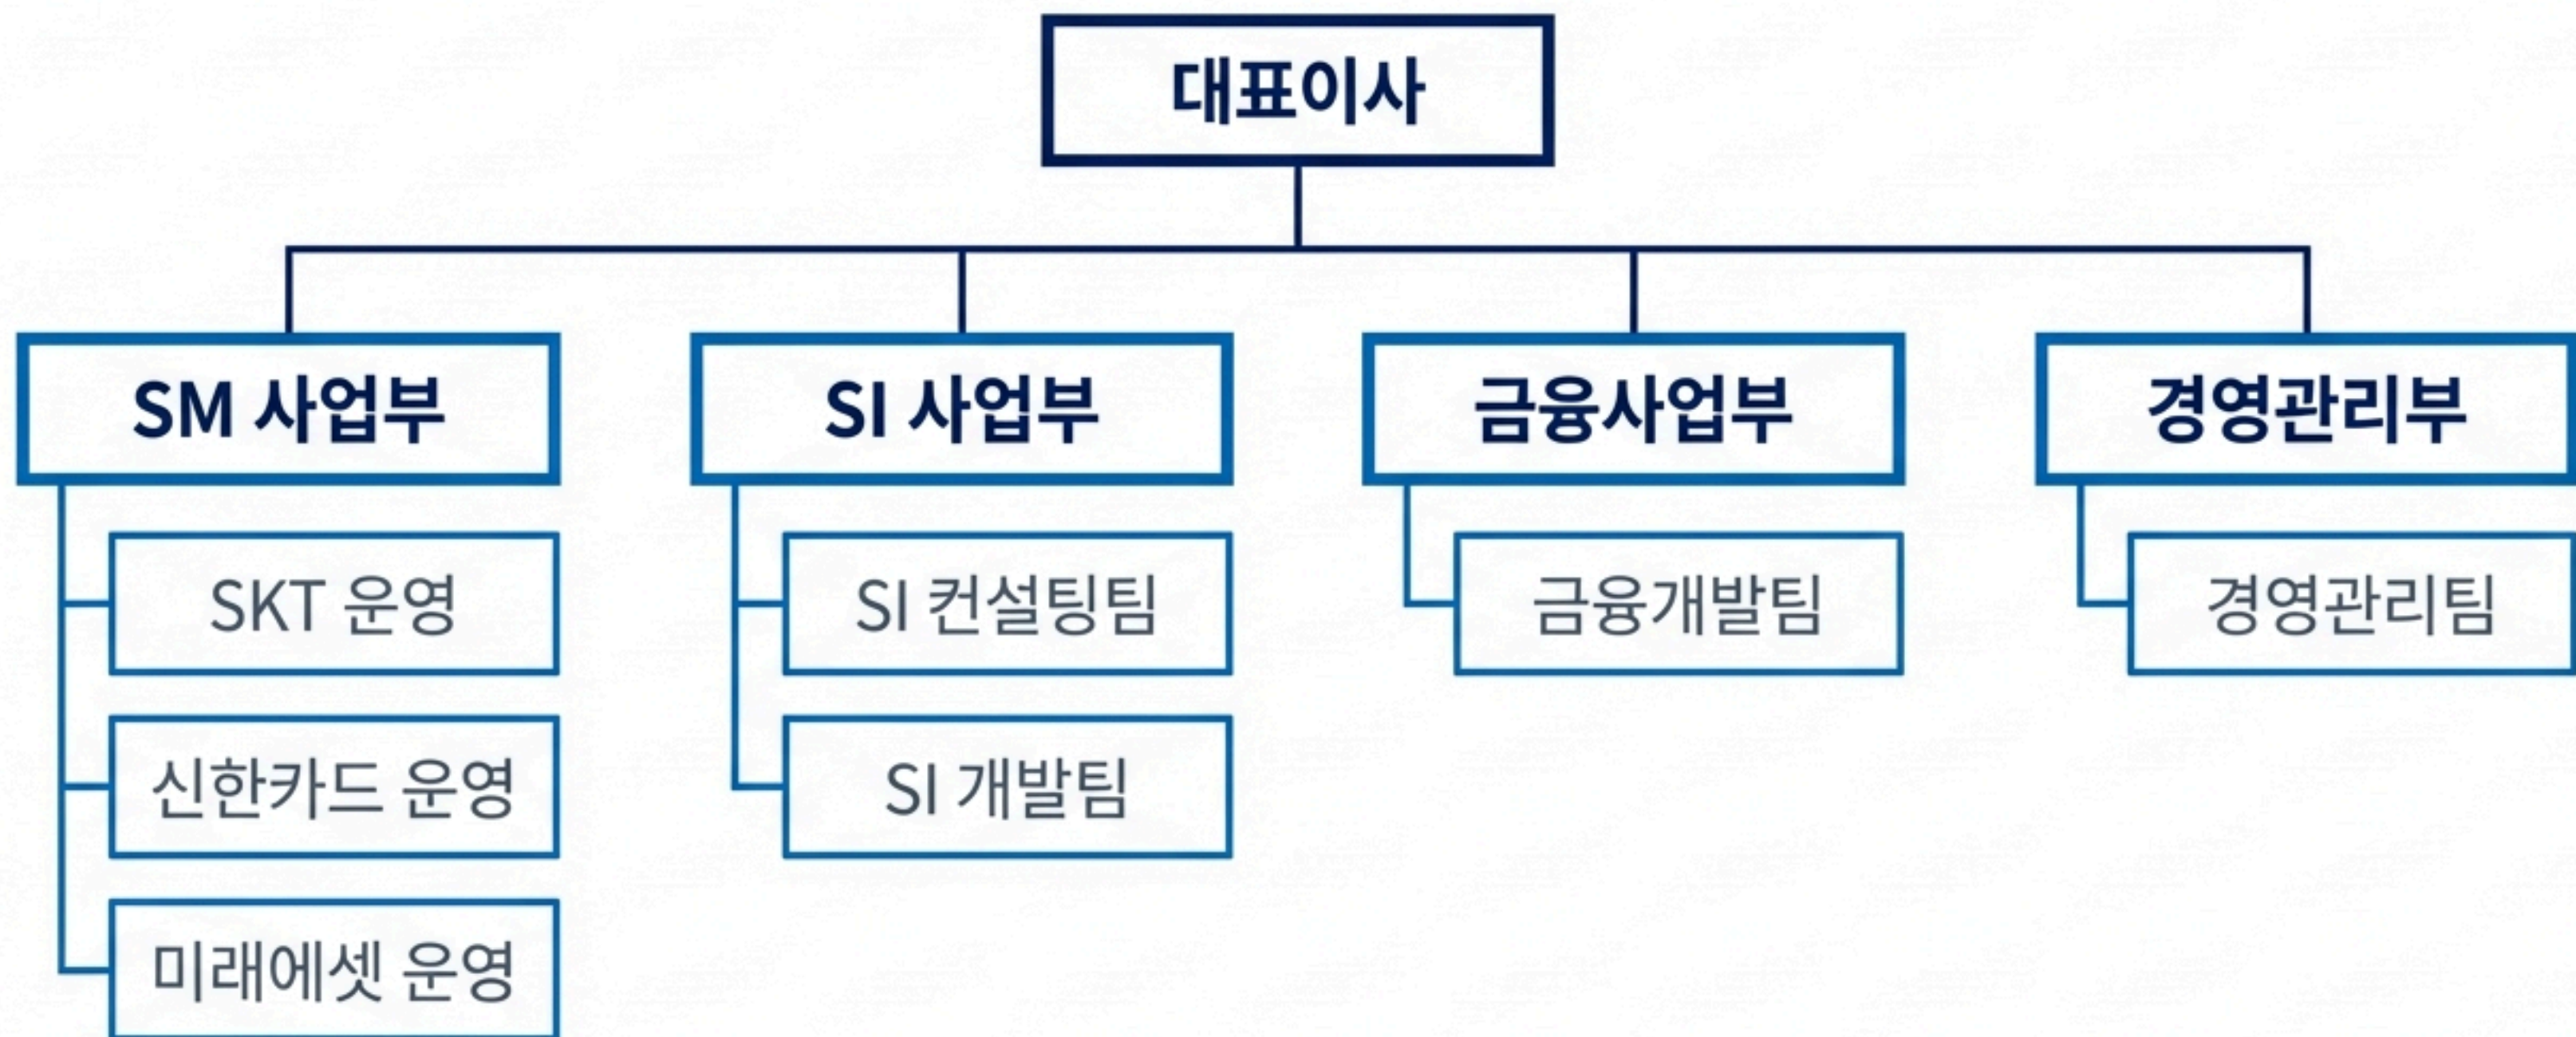 대표이사
SM 사업부
SI 사업부
금융사업부
경영관리부
SKT 운영
SI 컨설팅팀
금융개발팀
경영관리팀
신한카드 운영
SI 개발팀
미래에셋 운영